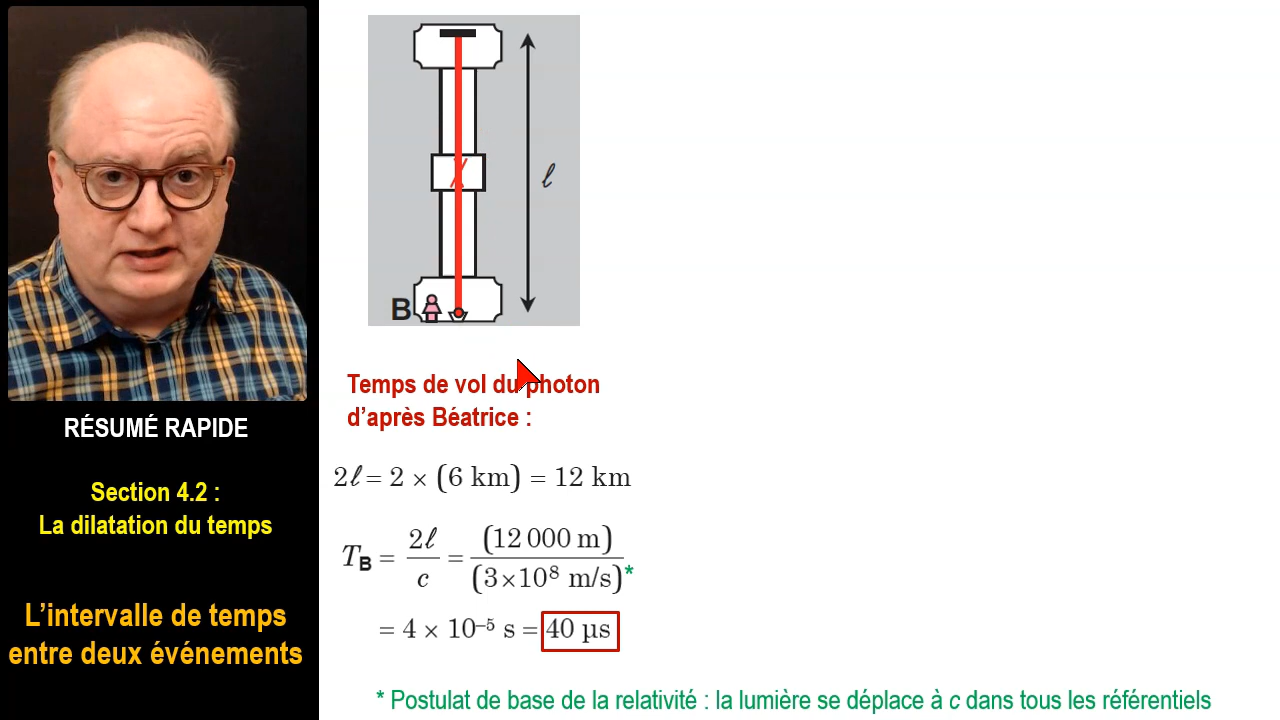 ℓ
B
Temps de vol du photon
d’après Béatrice :
2ℓ = 2 × (6 km) = 12 km
T_B = 2ℓ / c = (12 000 m) / (3×10⁸ m/s)*
= 4 × 10⁻⁵ s = 40 µs
* Postulat de base de la relativité : la lumière se déplace à c dans tous les référentiels
RÉSUMÉ RAPIDE
Section 4.2 :
La dilatation du temps
L’intervalle de temps
entre deux événements